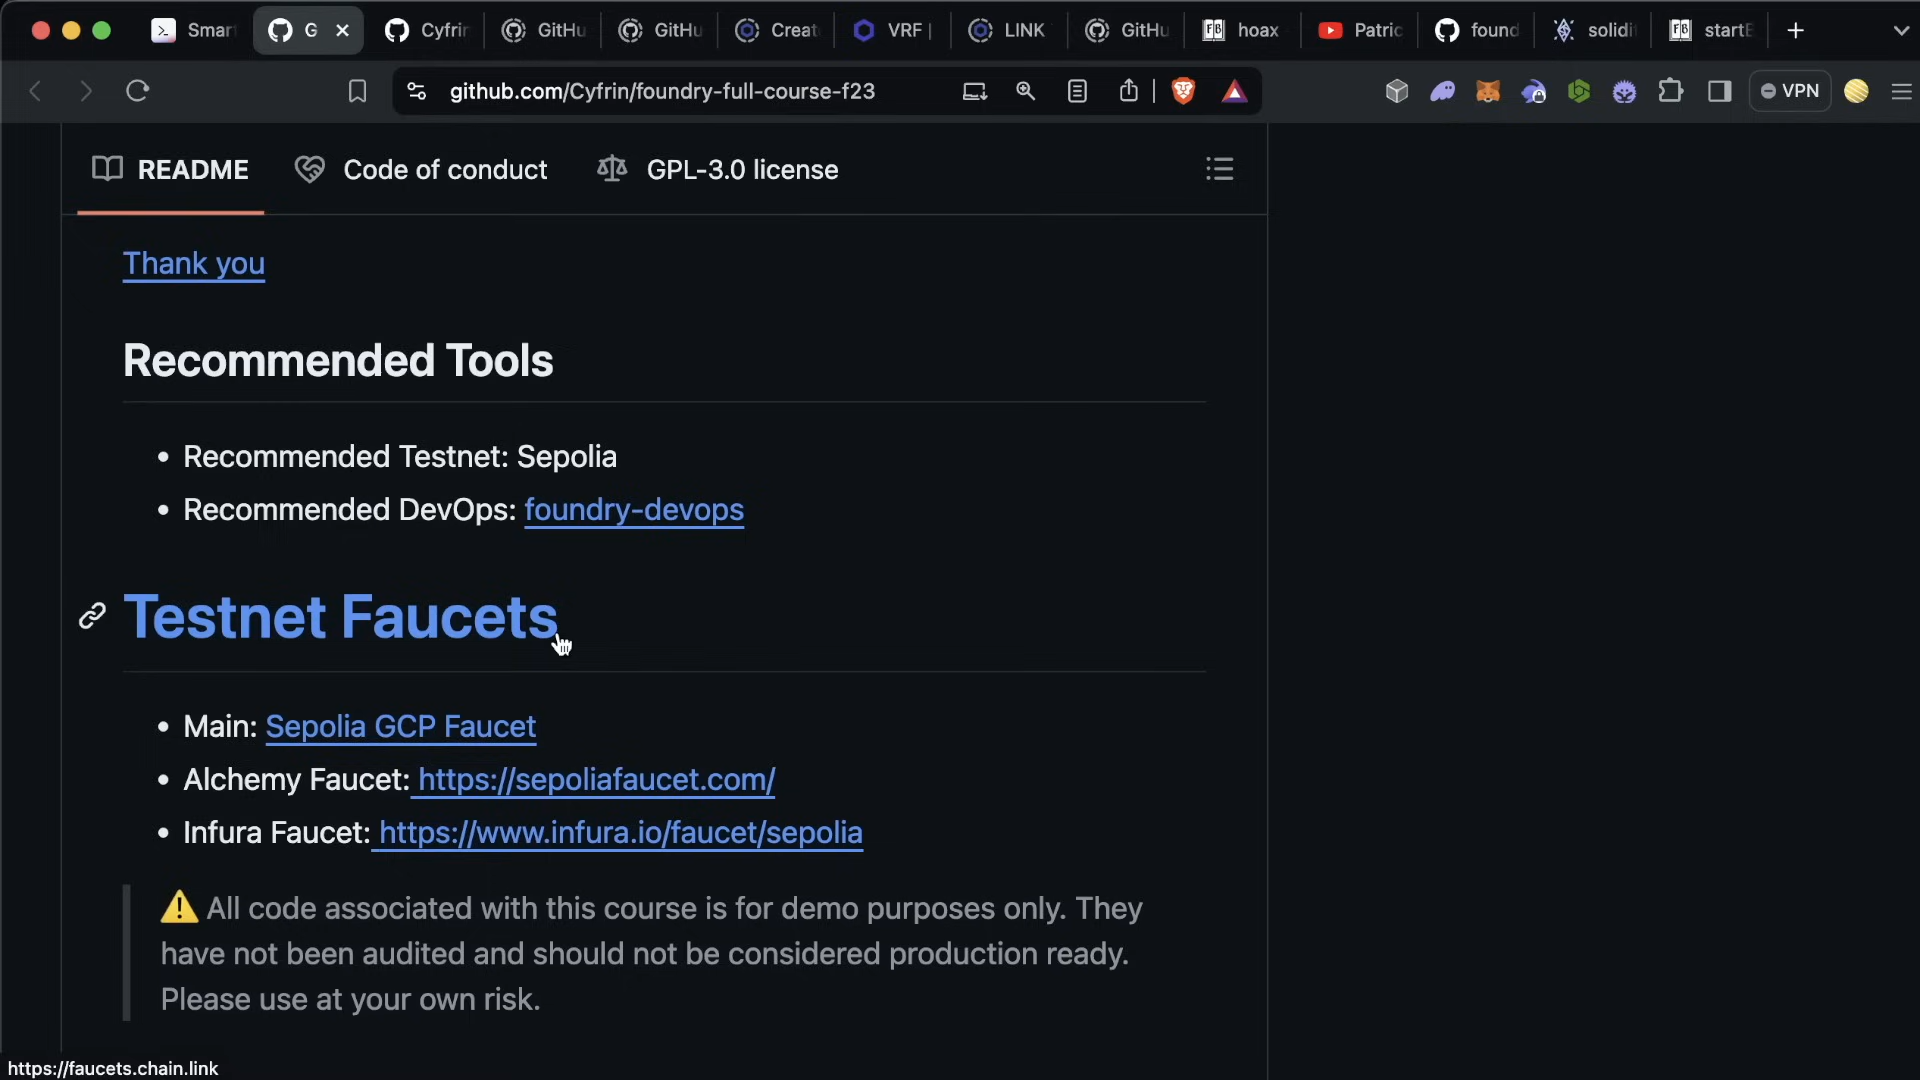 Smar
G
Cyfrin
GitHu
GitHu
Creat
VRF |
LINK
GitHu
hoax
Patric
found
solidi
startE
github.com/Cyfrin/foundry-full-course-f23
VPN
README
Code of conduct
GPL-3.0 license
Thank you
Recommended Tools
• Recommended Testnet: Sepolia
• Recommended DevOps: foundry-devops
Testnet Faucets
• Main: Sepolia GCP Faucet
• Alchemy Faucet: https://sepoliafaucet.com/
• Infura Faucet: https://www.infura.io/faucet/sepolia
⚠️ All code associated with this course is for demo purposes only. They
have not been audited and should not be considered production ready.
Please use at your own risk.
https://faucets.chain.link